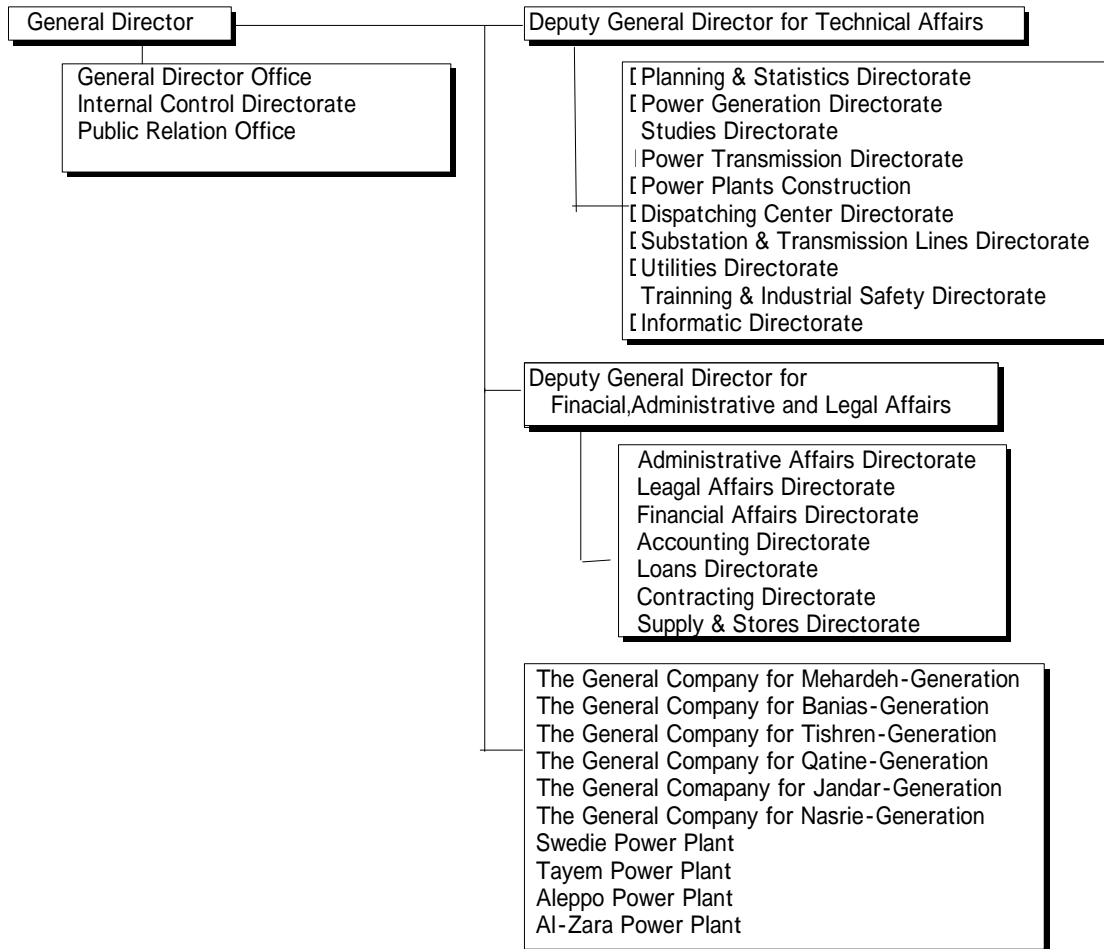 General Director
General Director Office
Internal Control Directorate
Public Relation Office
Deputy General Director for Technical Affairs
Planning & Statistics Directorate
Power Generation Directorate
Studies Directorate
Power Transmission Directorate
Power Plants Construction
Dispatching Center Directorate
Substation & Transmission Lines Directorate
Utilities Directorate
Trainning & Industrial Safety Directorate
Informatic Directorate
Deputy General Director for
Finacial,Administrative and Legal Affairs
Administrative Affairs Directorate
Leagal Affairs Directorate
Financial Affairs Directorate
Accounting Directorate
Loans Directorate
Contracting Directorate
Supply & Stores Directorate
The General Company for Mehardeh-Generation
The General Company for Banias-Generation
The General Company for Tishren-Generation
The General Company for Qatine-Generation
The General Comapany for Jandar-Generation
The General Company for Nasrie-Generation
Swedie Power Plant
Tayem Power Plant
Aleppo Power Plant
Al-Zara Power Plant